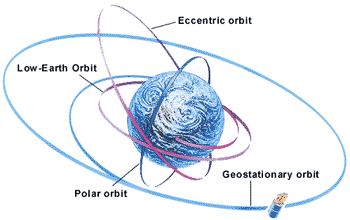 Eccentric orbit
Low-Earth Orbit
Geostationary orbit
Polar orbit